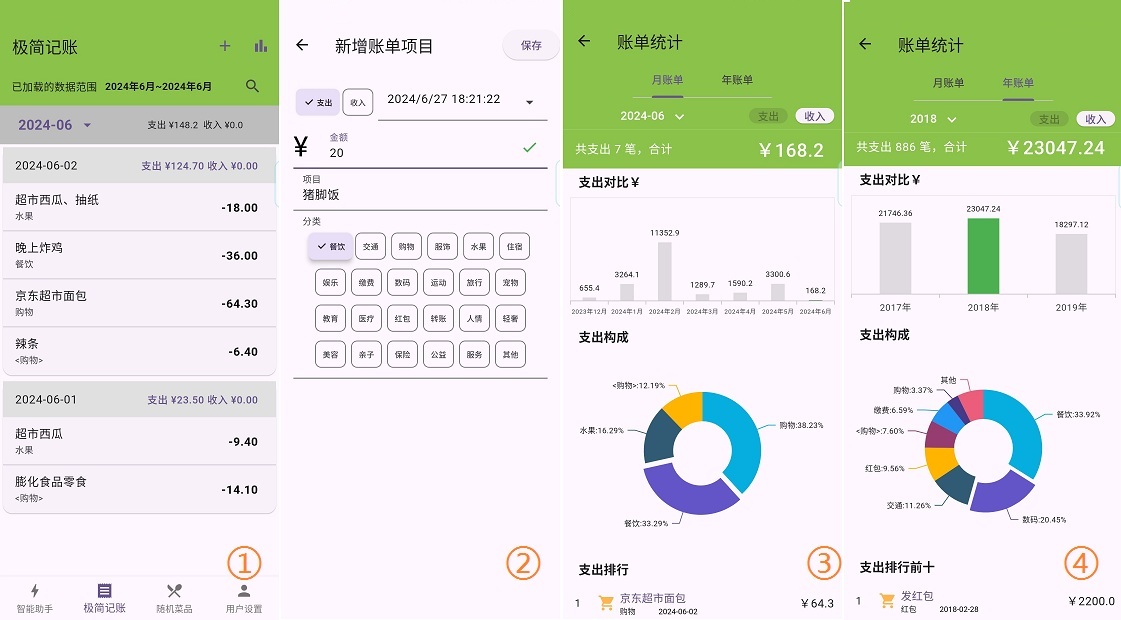 极简记账
已加载的数据范围 2024年6月~2024年6月
2024-06 支出 ¥148.2 收入 ¥0.0
2024-06-02 支出 ¥124.70 收入 ¥0.00
超市西瓜、抽纸
水果
-18.00
晚上炸鸡
餐饮
-36.00
京东超市面包
购物
-64.30
辣条
<购物>
-6.40
2024-06-01 支出 ¥23.50 收入 ¥0.00
超市西瓜
水果
-9.40
膨化食品零食
<购物>
-14.10
①
智能助手 极简记账 随机菜品 用户设置
新增账单项目 保存
支出 收入 2024/6/27 18:21:22
¥ 金额
20
项目
猪脚饭
分类
餐饮 交通 购物 服饰 水果 住宿
娱乐 缴费 数码 运动 旅行 宠物
教育 医疗 红包 转账 人情 轻奢
美容 亲子 保险 公益 服务 其他
②
账单统计
月账单 年账单
2024-06 支出 收入
共支出 7 笔，合计 ¥168.2
支出对比¥
655.4 3264.1 11352.9 1289.7 1590.2 3300.6 168.2
2023年12月 2024年1月 2024年2月 2024年3月 2024年4月 2024年5月 2024年6月
支出构成
<购物>:12.19%
购物:38.23%
水果:16.29%
餐饮:33.29%
③
支出排行
1 京东超市面包 ¥64.3
购物 2024-06-02
账单统计
月账单 年账单
2018 支出 收入
共支出 886 笔，合计 ¥23047.24
支出对比¥
21746.36 23047.24 18297.12
2017年 2018年 2019年
支出构成
其他
购物:3.37%
缴费:6.59%
餐饮:33.92%
<购物>:7.60%
红包:9.56%
交通:11.26%
数码:20.45%
④
支出排行前十
1 发红包 ¥2200.0
红包 2018-02-28